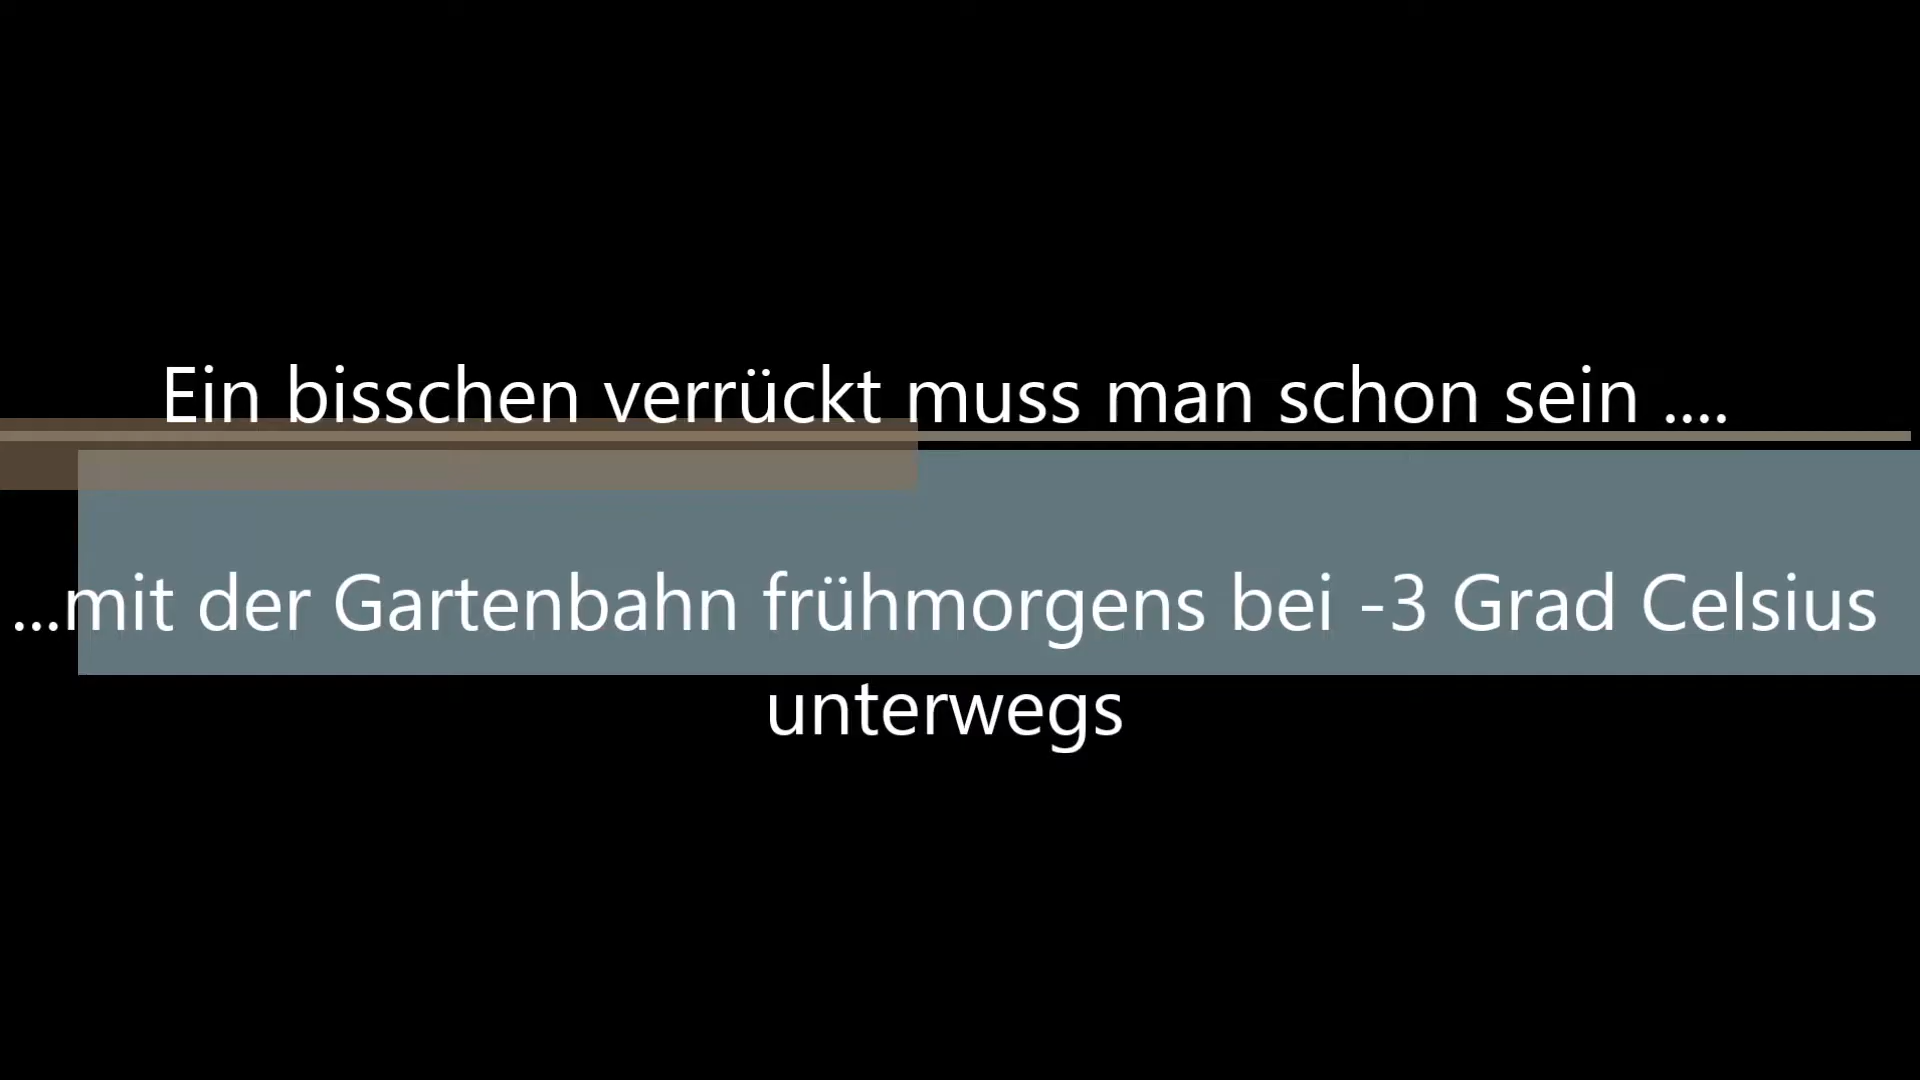 Ein bisschen verrückt muss man schon sein ....
...mit der Gartenbahn frühmorgens bei -3 Grad Celsius
unterwegs